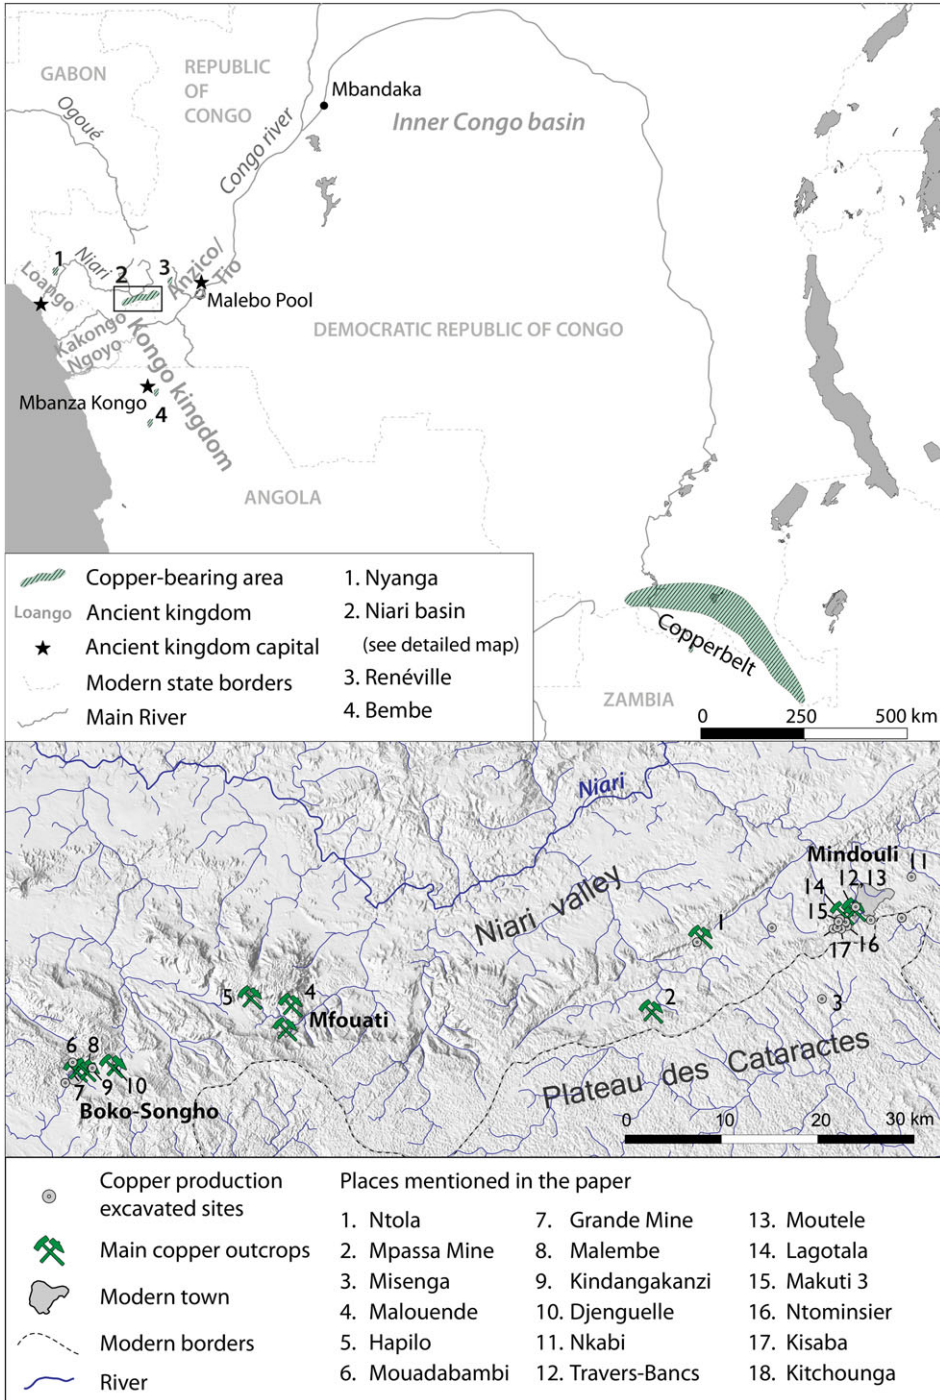 GABON
REPUBLIC
OF
CONGO
Ogoué
Congo river
Mbandaka
Inner Congo basin
1
Niari
2
3
Anzico/
Tio
Loango
Malebo Pool
Kakongo
Ngoyo
Kongo kingdom
DEMOCRATIC REPUBLIC OF CONGO
Mbanza Kongo
4
ANGOLA
Copperbelt
ZAMBIA
0 250 500 km
Copper-bearing area
Loango Ancient kingdom
Ancient kingdom capital
Modern state borders
Main River
1. Nyanga
2. Niari basin
(see detailed map)
3. Renéville
4. Bembe
Niari
Niari valley
Mindouli
11
12 13
14
15
16
17
1
2
3
5
4
Mfouati
6 8
7
9
10
Boko-Songho
Plateau des Cataractes
0 10 20 30 km
Copper production
excavated sites
Main copper outcrops
Modern town
Modern borders
River
Places mentioned in the paper
1. Ntola
2. Mpassa Mine
3. Misenga
4. Malouende
5. Hapilo
6. Mouadabambi
7. Grande Mine
8. Malembe
9. Kindangakanzi
10. Djenguelle
11. Nkabi
12. Travers-Bancs
13. Moutele
14. Lagotala
15. Makuti 3
16. Ntominsier
17. Kisaba
18. Kitchounga